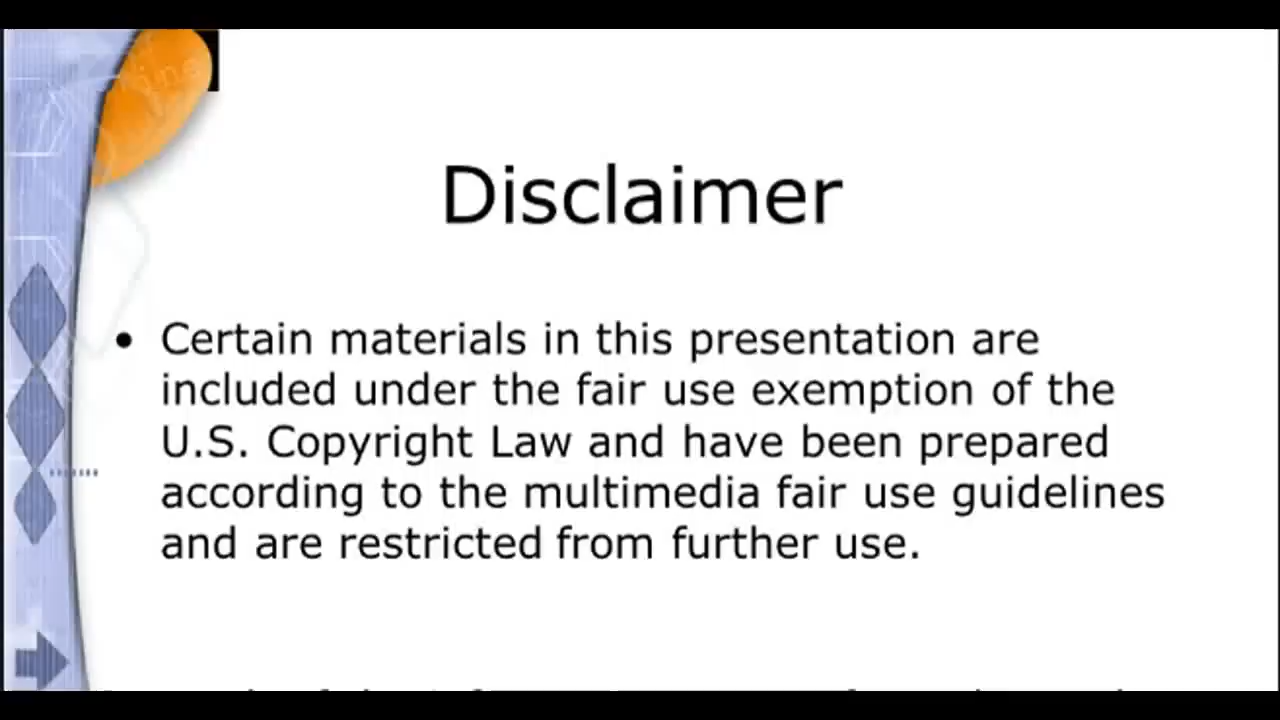 Disclaimer
• Certain materials in this presentation are
included under the fair use exemption of the
U.S. Copyright Law and have been prepared
according to the multimedia fair use guidelines
and are restricted from further use.